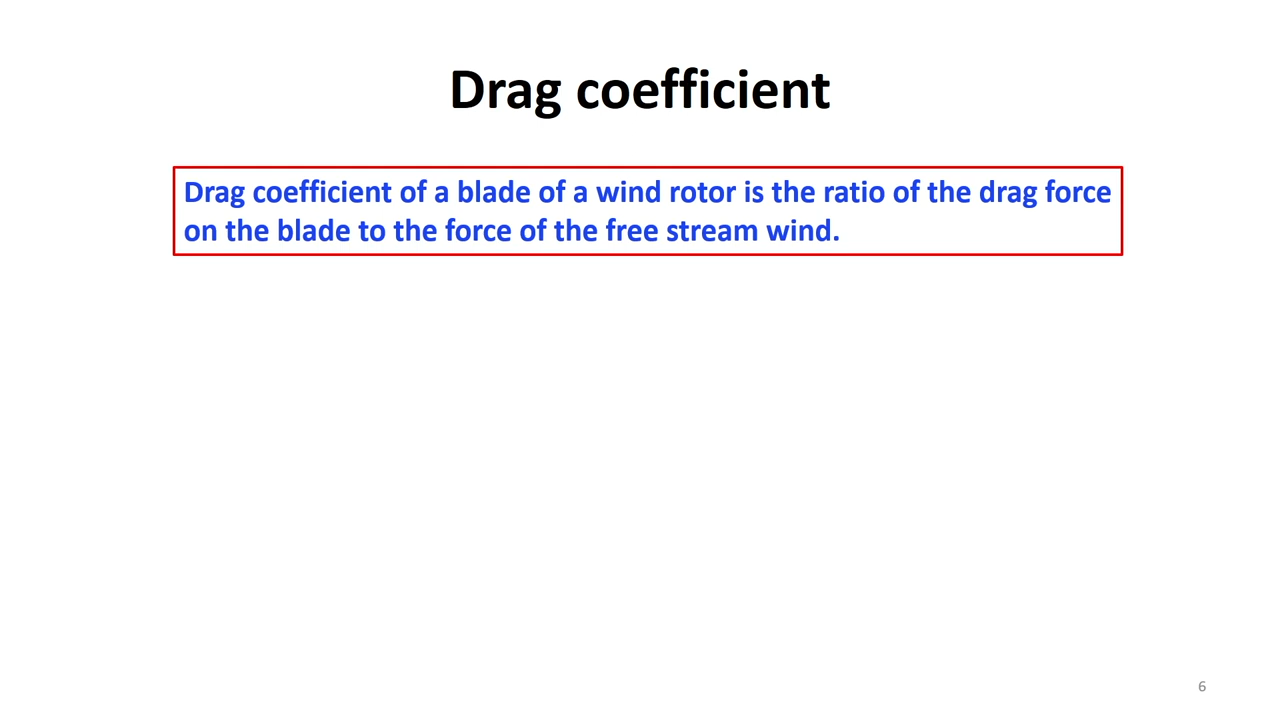 Drag coefficient
Drag coefficient of a blade of a wind rotor is the ratio of the drag force
on the blade to the force of the free stream wind.
6